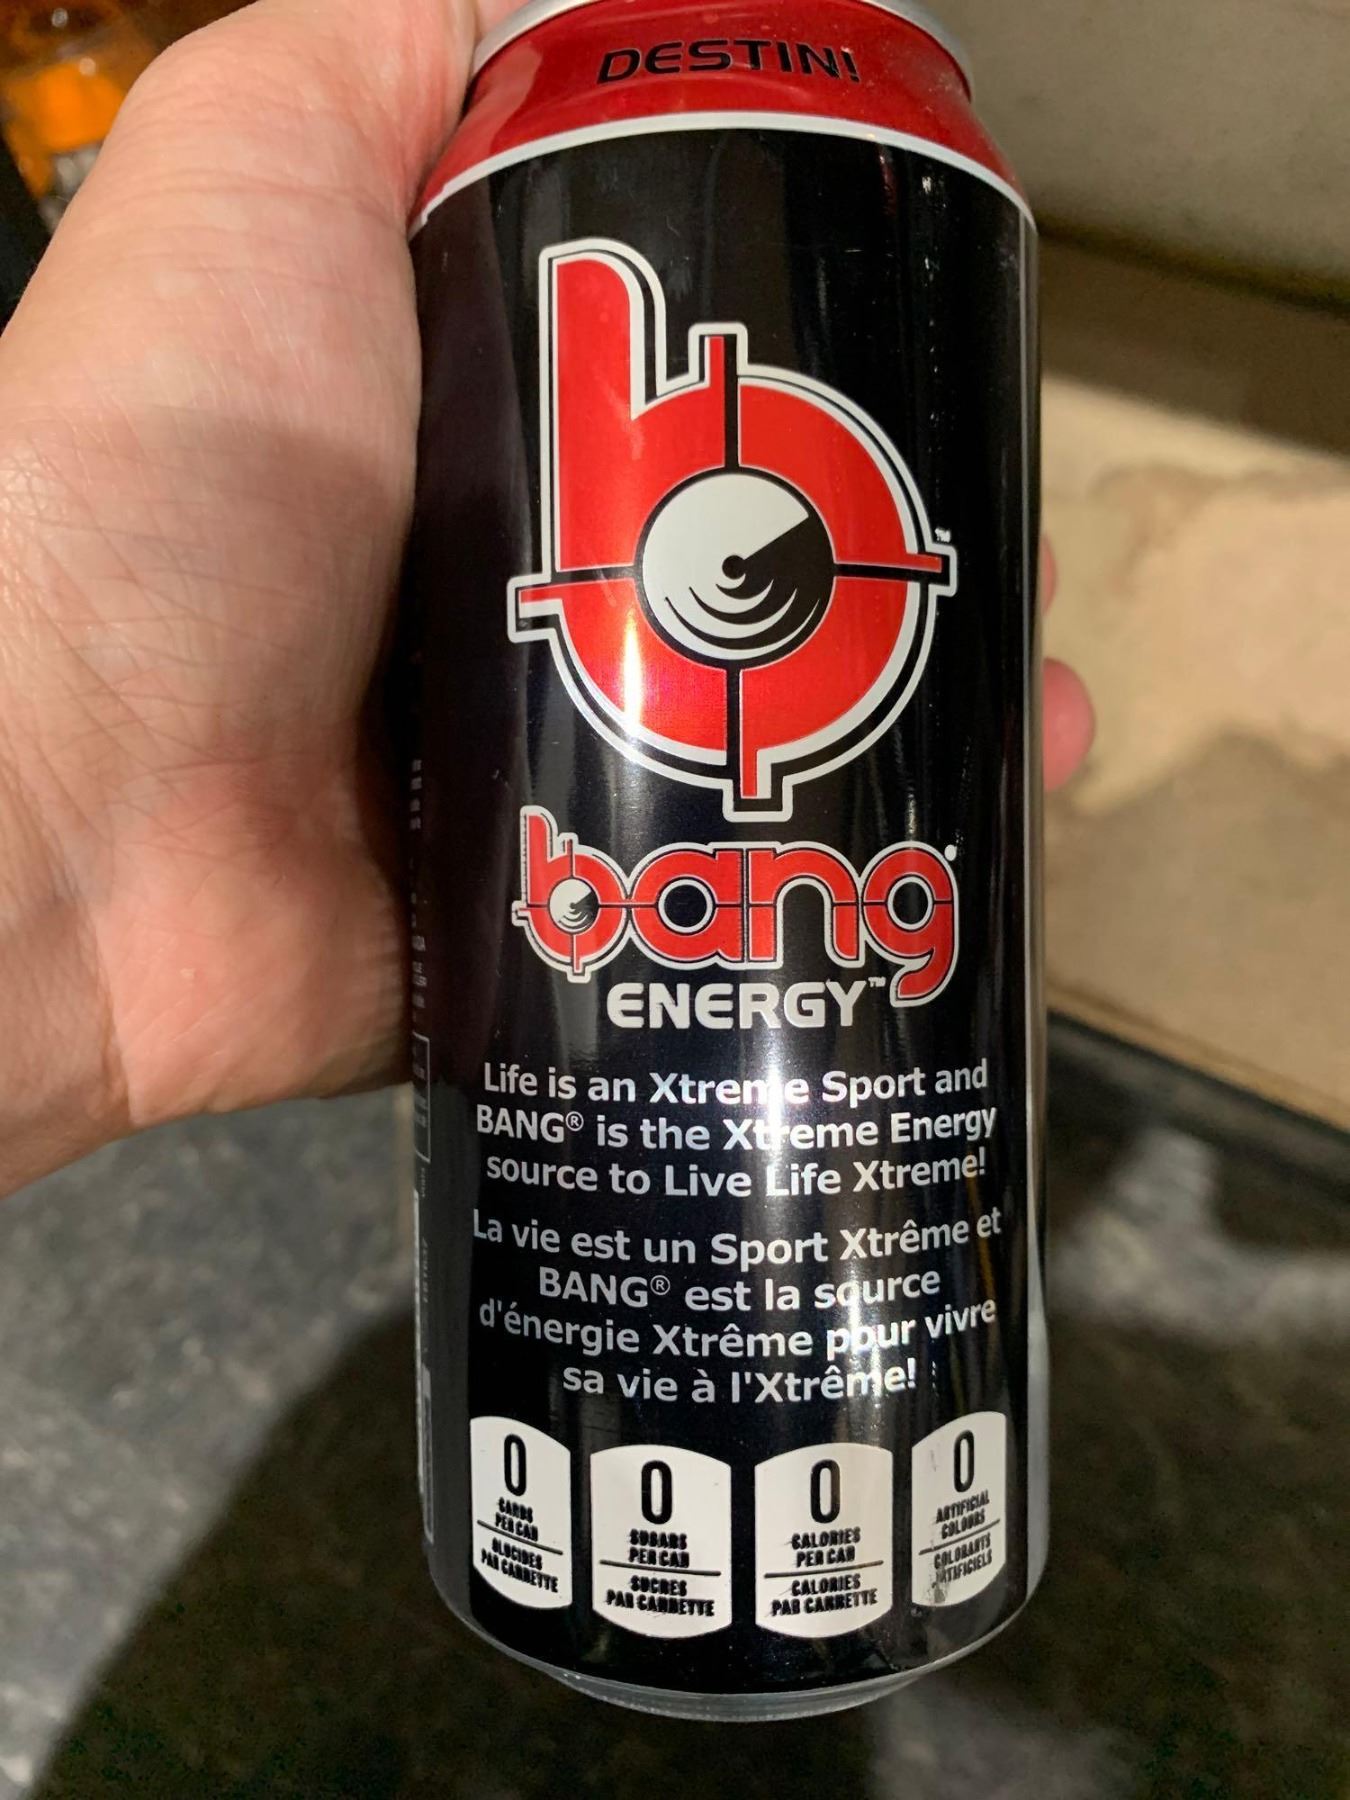 DESTIN!
bang
ENERGY™
Life is an Xtreme Sport and
BANG® is the Xtreme Energy
source to Live Life Xtreme!
La vie est un Sport Xtrême et
BANG® est la source
d'énergie Xtrême pour vivre
sa vie à l'Xtrême!
0
CARBS
PER CAN
GLUCIDES
PAR CANNETTE
0
SUGARS
PER CAN
SUCRES
PAR CANNETTE
0
CALORIES
PER CAN
CALORIES
PAR CANNETTE
0
ARTIFICIAL
COLOURS
COLORANTS
ARTIFICIELS